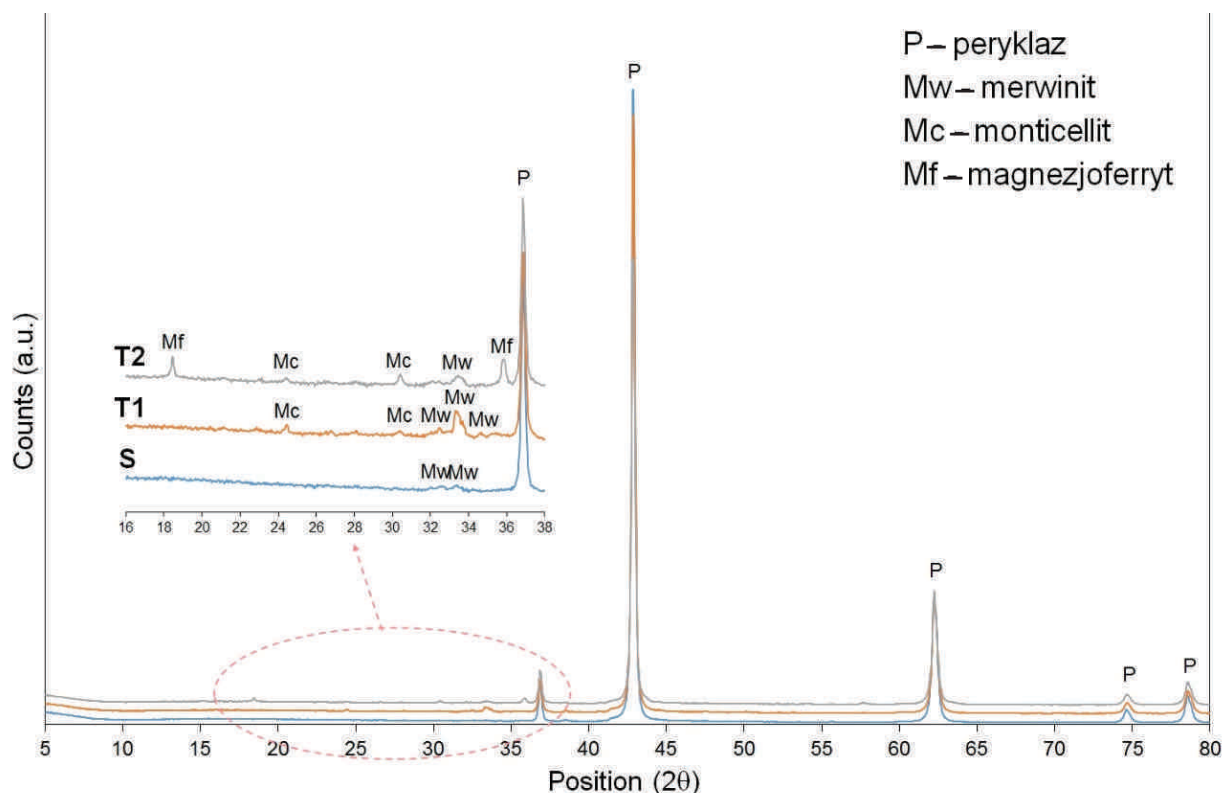 P – peryklaz
Mw – merwinit
Mc – monticellit
Mf – magnezjoferryt
P
P
T2
Mf
Mc
Mc
Mw
Mf
T1
Mc
Mc
Mw
Mw
Mw
S
Mw
Mw
16 18 20 22 24 26 28 30 32 34 36 38
Counts (a.u.)
P
P
P
5 10 15 20 25 30 35 40 45 50 55 60 65 70 75 80
Position (2θ)